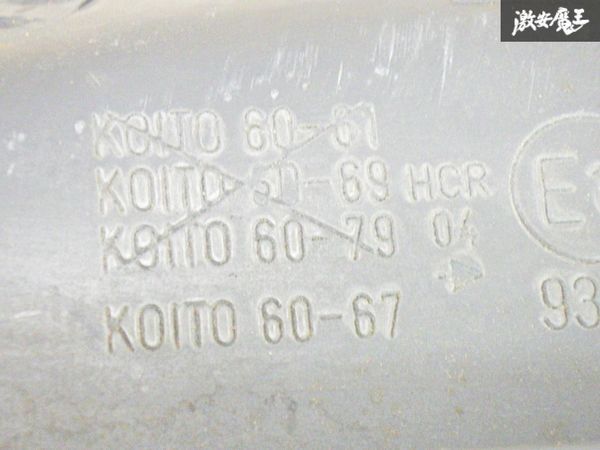 激安魔王
KOITO 60-61
KOITO 60-69 HCR
KOITO 60-79 04
KOITO 60-67 93
E